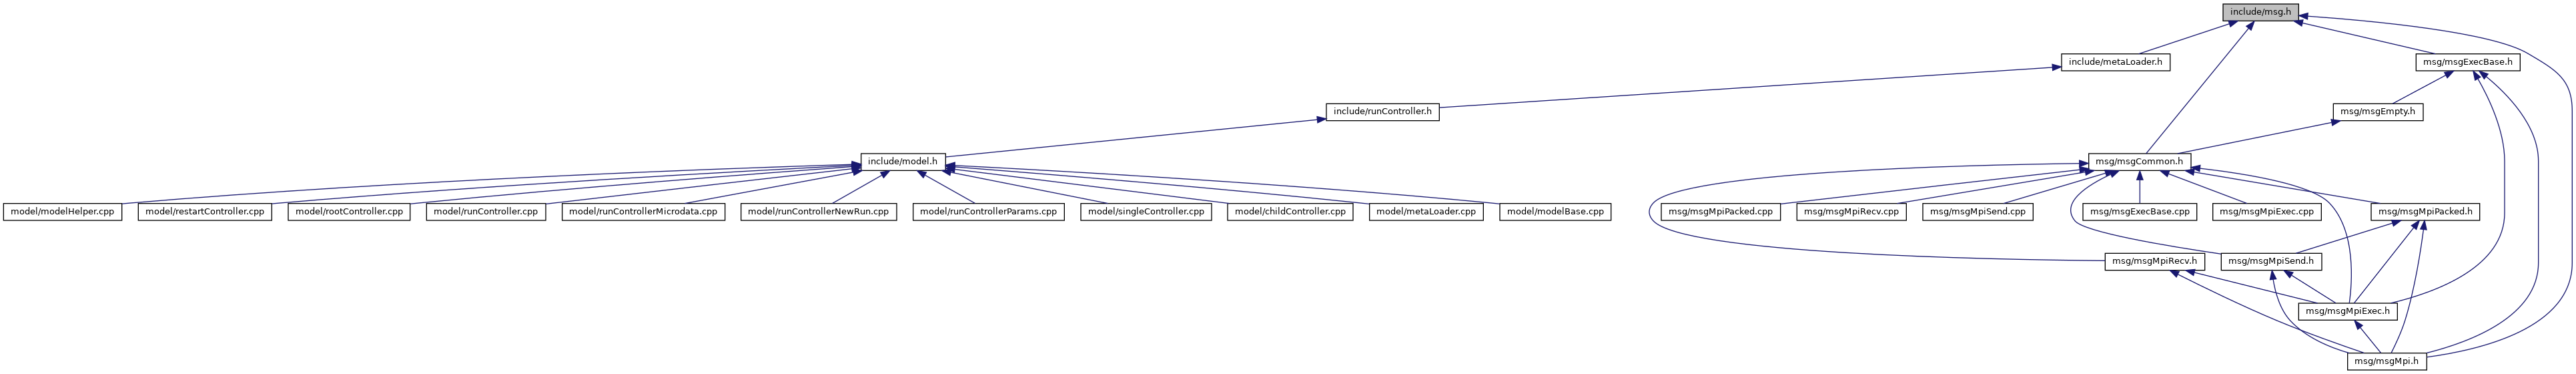 include/msg.h
include/metaLoader.h
msg/msgExecBase.h
include/runController.h
msg/msgEmpty.h
include/model.h
msg/msgCommon.h
model/modelHelper.cpp
model/restartController.cpp
model/rootController.cpp
model/runController.cpp
model/runControllerMicrodata.cpp
model/runControllerNewRun.cpp
model/runControllerParams.cpp
model/singleController.cpp
model/childController.cpp
model/metaLoader.cpp
model/modelBase.cpp
msg/msgMpiPacked.cpp
msg/msgMpiRecv.cpp
msg/msgMpiSend.cpp
msg/msgExecBase.cpp
msg/msgMpiExec.cpp
msg/msgMpiPacked.h
msg/msgMpiRecv.h
msg/msgMpiSend.h
msg/msgMpiExec.h
msg/msgMpi.h